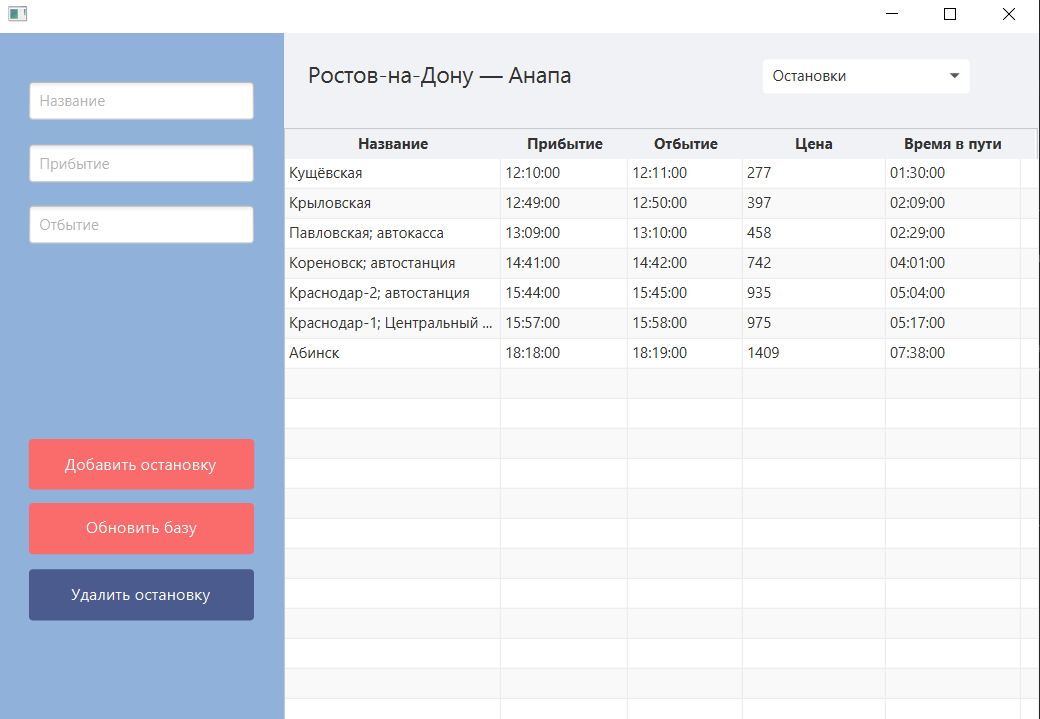 Ростов-на-Дону — Анапа
Остановки
Название
Прибытие
Отбытие
Добавить остановку
Обновить базу
Удалить остановку
Название Прибытие Отбытие Цена Время в пути
Кущёвская 12:10:00 12:11:00 277 01:30:00
Крыловская 12:49:00 12:50:00 397 02:09:00
Павловская; автокасса 13:09:00 13:10:00 458 02:29:00
Кореновск; автостанция 14:41:00 14:42:00 742 04:01:00
Краснодар-2; автостанция 15:44:00 15:45:00 935 05:04:00
Краснодар-1; Центральный ... 15:57:00 15:58:00 975 05:17:00
Абинск 18:18:00 18:19:00 1409 07:38:00